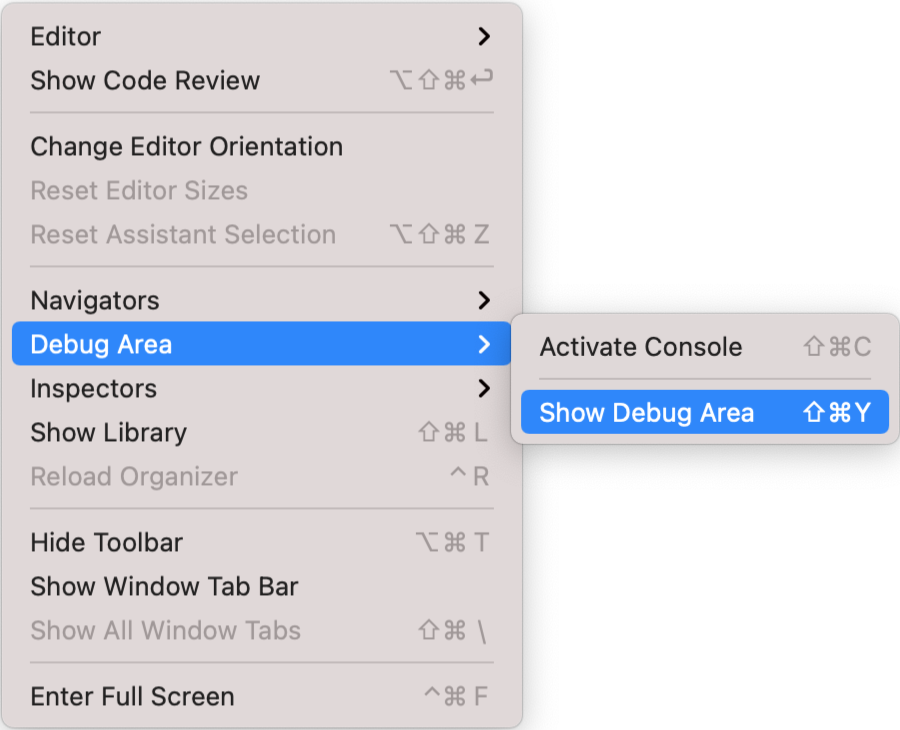 Editor
Show Code Review ⌥⇧⌘↩
Change Editor Orientation
Reset Editor Sizes
Reset Assistant Selection ⌥⇧⌘ Z
Navigators
Debug Area
Activate Console ⇧⌘C
Show Debug Area ⇧⌘Y
Inspectors
Show Library ⇧⌘ L
Reload Organizer ^ R
Hide Toolbar ⌥⌘ T
Show Window Tab Bar
Show All Window Tabs ⇧⌘ \
Enter Full Screen ^⌘ F